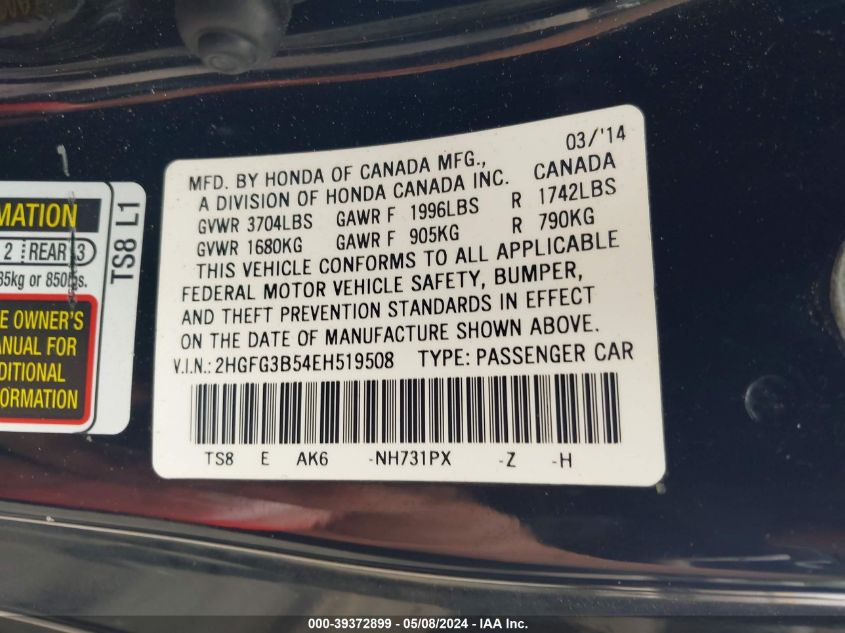 MATION
2 REAR 3
85kg or 850lbs.
E OWNER'S
ANUAL FOR
DITIONAL
FORMATION
TS8 L1
03/'14
MFD. BY HONDA OF CANADA MFG., CANADA
A DIVISION OF HONDA CANADA INC.
GVWR 3704LBS GAWR F 1996LBS R 1742LBS
GVWR 1680KG GAWR F 905KG R 790KG
THIS VEHICLE CONFORMS TO ALL APPLICABLE
FEDERAL MOTOR VEHICLE SAFETY, BUMPER,
AND THEFT PREVENTION STANDARDS IN EFFECT
ON THE DATE OF MANUFACTURE SHOWN ABOVE.
V.I.N.: 2HGFG3B54EH519508 TYPE: PASSENGER CAR
TS8 E AK6 -NH731PX -Z -H
000-39372899 - 05/08/2024 - IAA Inc.